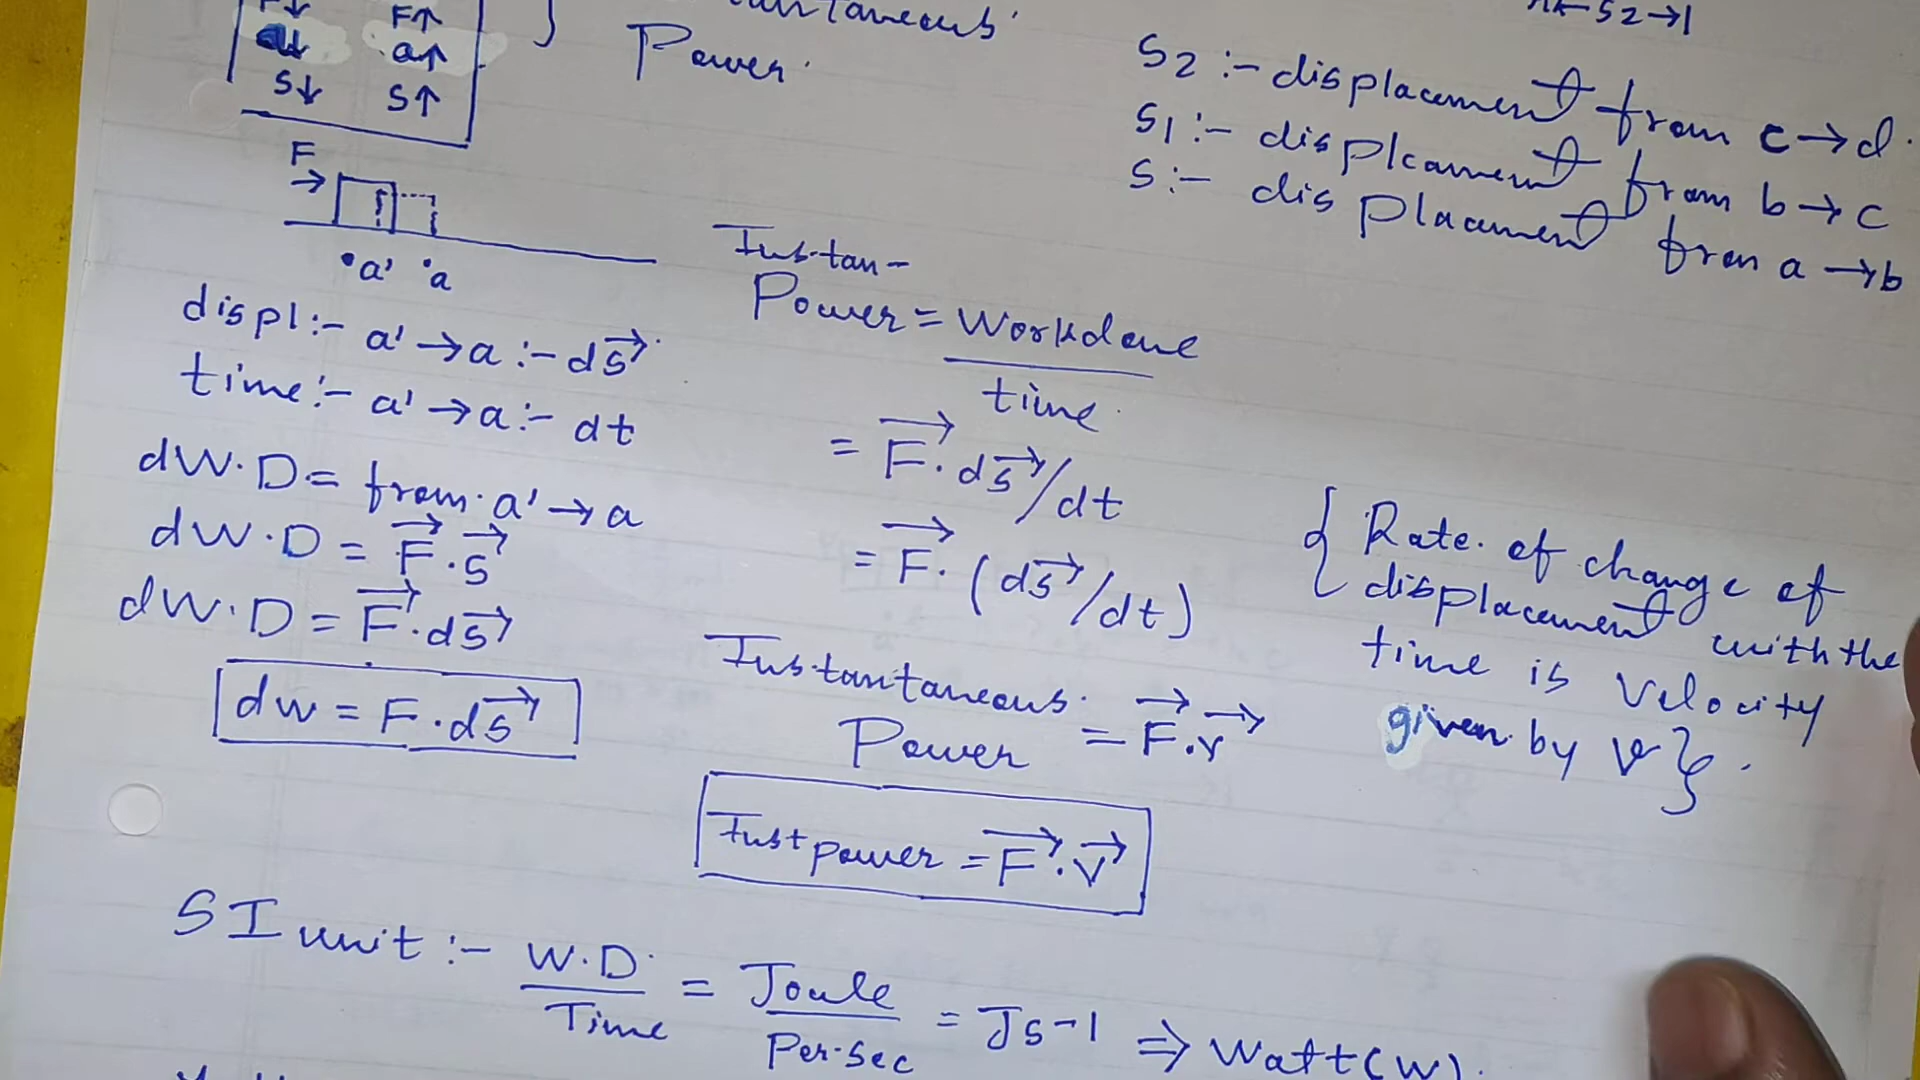 F↓ F↑
a↓ a↑
S↓ S↑
Power.
S2 :- displacement from c→d.
S1 :- displcament from b→c
S :- displacement from a→b
F
•a' •a
displ:- a'→a :- ds
time:- a'→a :- dt
dW.D = from a'→a
dW.D = F.s
dW.D = F.ds
dw = F.ds
Instan-
Power = Workdone
time
= F.ds/dt
= F.(ds/dt)
Instantaneous
Power = F.v
Inst power = F.v
{ Rate of change of
displacement with the
time is velocity
given by v }.
SI unit :- W.D. = Joule = JS-1 ⇒ Watt(W).
Time Per.sec